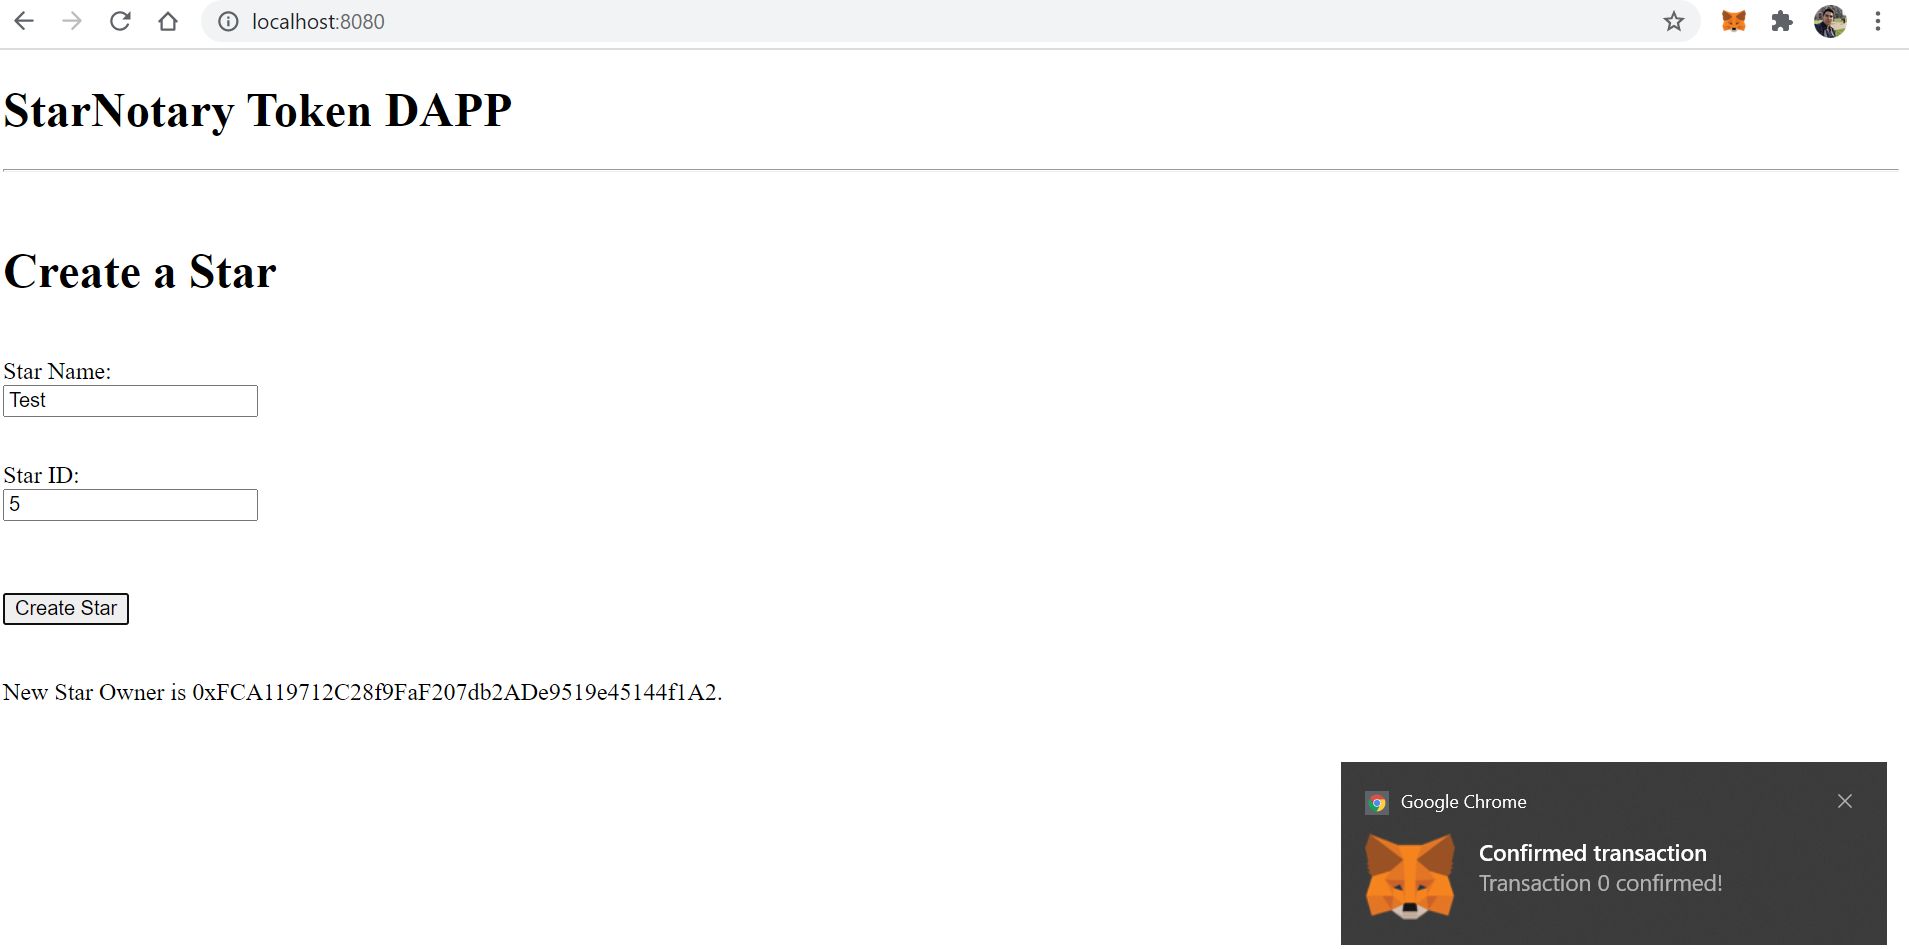 localhost:8080
StarNotary Token DAPP
Create a Star
Star Name:
Test
Star ID:
5
Create Star
New Star Owner is 0xFCA119712C28f9FaF207db2ADe9519e45144f1A2.
Google Chrome
Confirmed transaction
Transaction 0 confirmed!